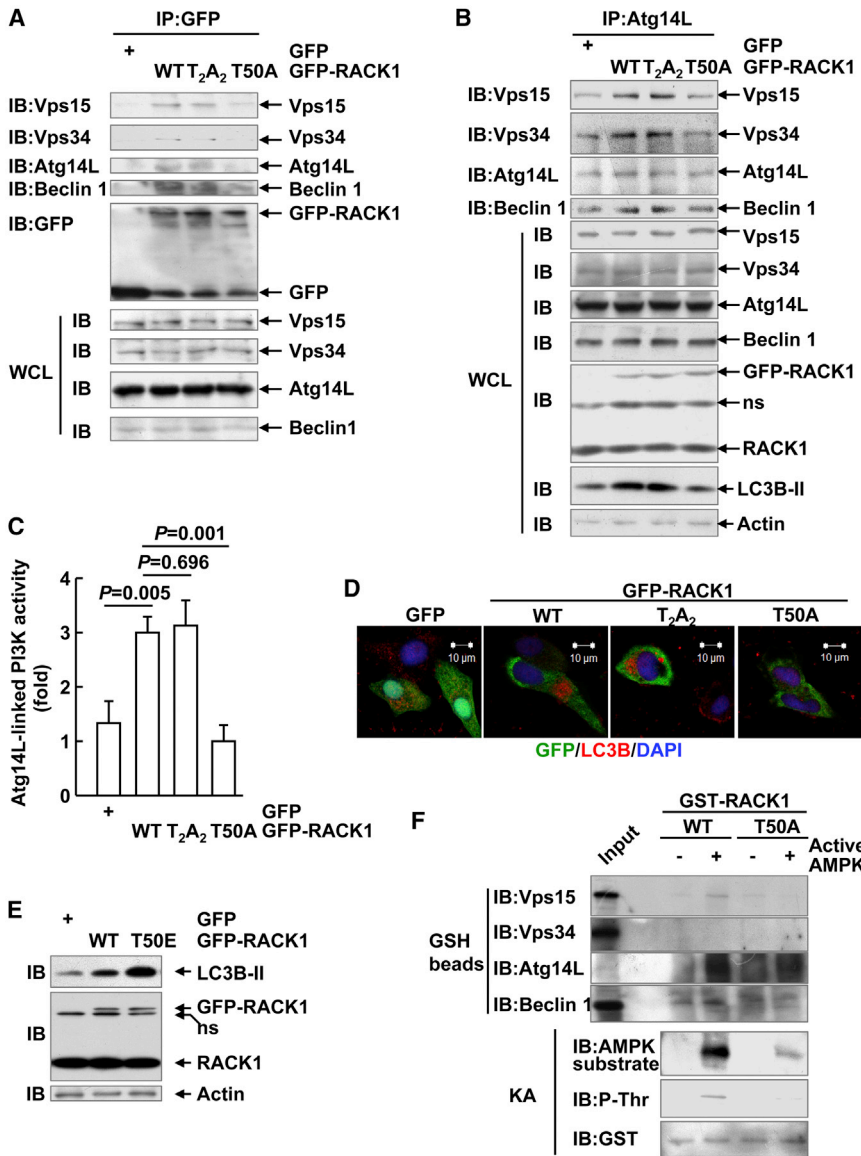 A
IP:GFP
+ GFP
WT T₂A₂ T50A GFP-RACK1
IB:Vps15 Vps15
IB:Vps34 Vps34
IB:Atg14L Atg14L
IB:Beclin 1 Beclin 1
IB:GFP GFP-RACK1
GFP
WCL
IB Vps15
IB Vps34
IB Atg14L
IB Beclin1
B
IP:Atg14L
+ GFP
WT T₂A₂ T50A GFP-RACK1
IB:Vps15 Vps15
IB:Vps34 Vps34
IB:Atg14L Atg14L
IB:Beclin 1 Beclin 1
WCL
IB Vps15
IB Vps34
IB Atg14L
IB Beclin 1
GFP-RACK1
IB ns
RACK1
IB LC3B-II
IB Actin
C
P=0.001
P=0.696
P=0.005
Atg14L-linked PI3K activity
(fold)
4
3
2
1
0
+ GFP
WT T₂A₂ T50A GFP-RACK1
D
GFP-RACK1
GFP WT T₂A₂ T50A
10 µm 10 µm 10 µm 10 µm
GFP/LC3B/DAPI
E
+ GFP
WT T50E GFP-RACK1
IB LC3B-II
GFP-RACK1
IB ns
RACK1
IB Actin
F
GST-RACK1
Input WT T50A
- + - + Active
AMPK
GSH
beads
IB:Vps15
IB:Vps34
IB:Atg14L
IB:Beclin 1
KA
IB:AMPK
substrate
IB:P-Thr
IB:GST